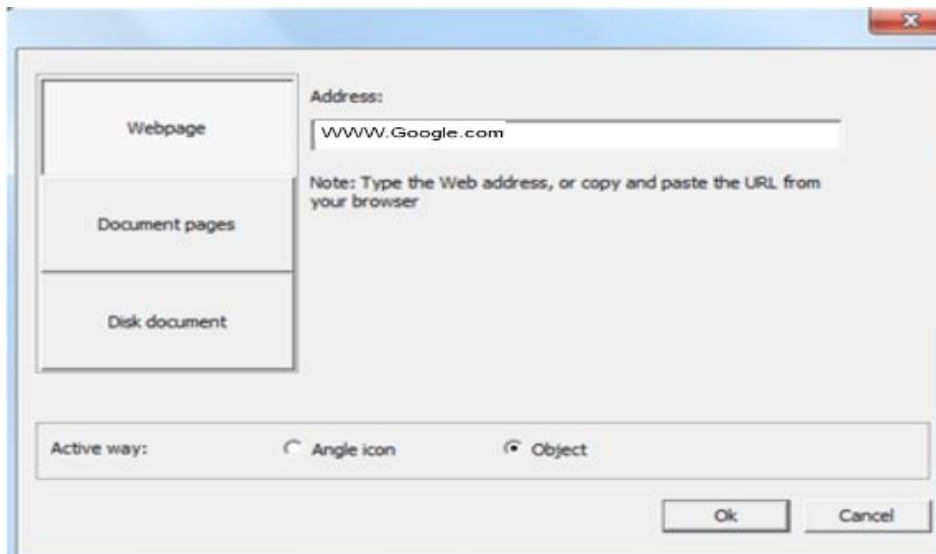 Webpage
Document pages
Disk document
Address:
WWW.Google.com
Note: Type the Web address, or copy and paste the URL from
your browser
Active way:
Angle icon
Object
Ok
Cancel